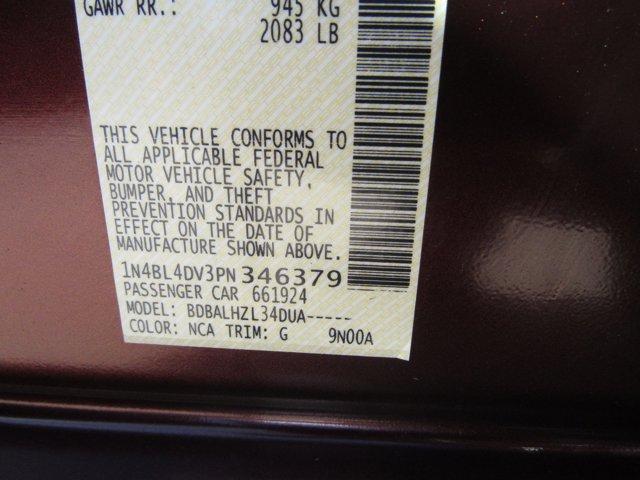 GAWR RR.: 945 KG
2083 LB
THIS VEHICLE CONFORMS TO
ALL APPLICABLE FEDERAL
MOTOR VEHICLE SAFETY,
BUMPER, AND THEFT
PREVENTION STANDARDS IN
EFFECT ON THE DATE OF
MANUFACTURE SHOWN ABOVE.
1N4BL4DV3PN346379
PASSENGER CAR 661924
MODEL: BDBALHZL34DUA-----
COLOR: NCA TRIM: G 9N00A